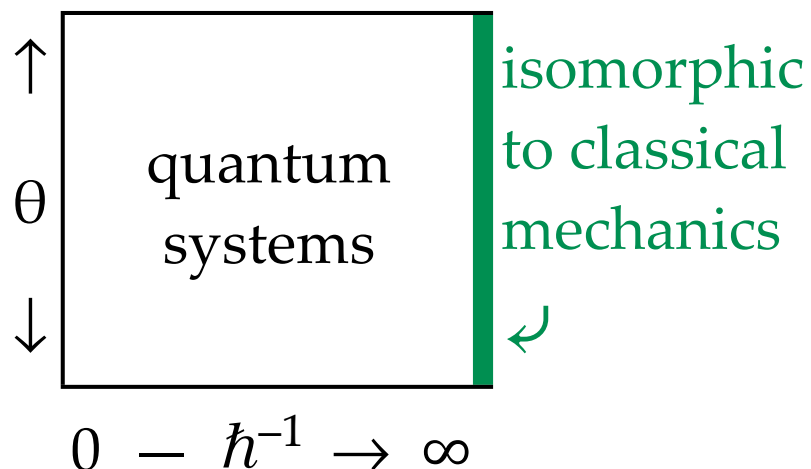 ↑
θ
↓
quantum
systems
isomorphic
to classical
mechanics
0 — ℏ⁻¹ → ∞